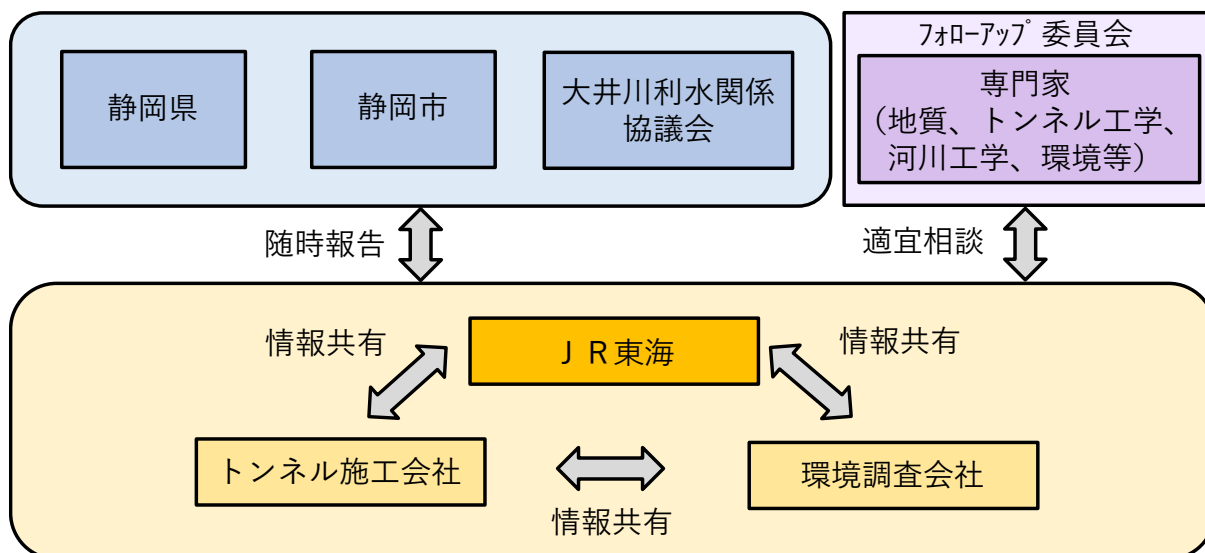 静岡県
静岡市
大井川利水関係
協議会
ﾌｫﾛｰｱｯﾌﾟ委員会
専門家
(地質、トンネル工学、
河川工学、環境等)
随時報告
適宜相談
情報共有
ＪＲ東海
情報共有
トンネル施工会社
環境調査会社
情報共有